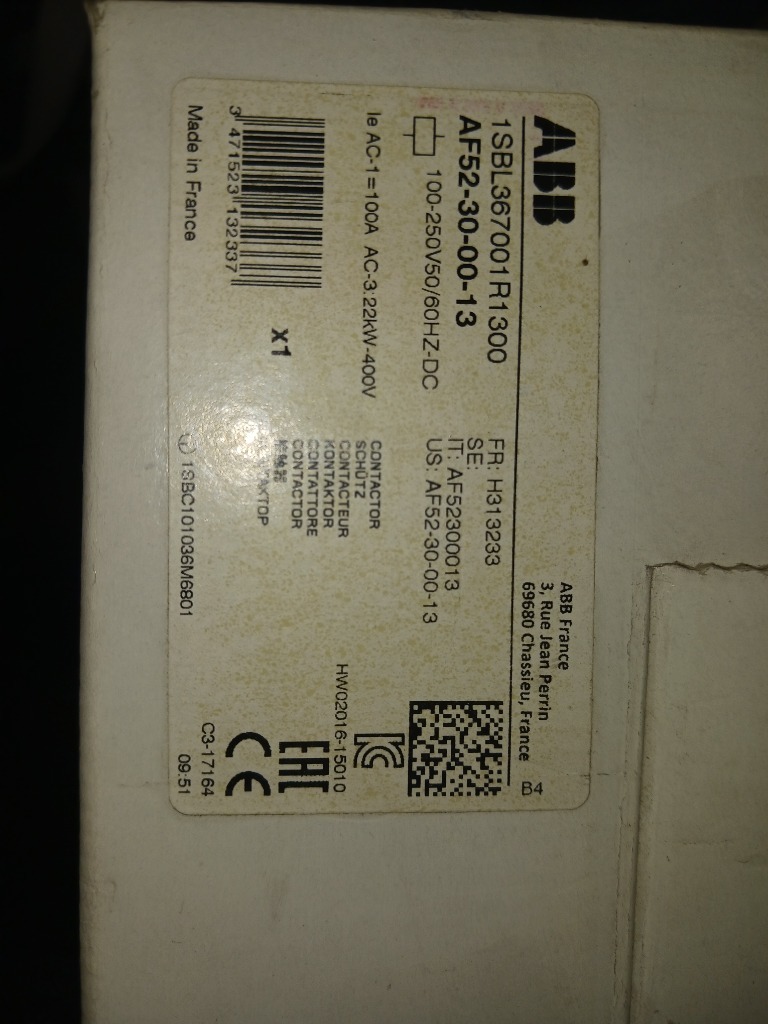 ABB
ABB France
3, Rue Jean Perrin
69680 Chassieu, France
B4
1SBL367001R1300
AF52-30-00-13
100-250V50/60HZ-DC
FR: H313233
SE:
IT: AF52300013
US: AF52-30-00-13
Ie AC-1=100A AC-3:22kW-400V
CONTACTOR
SCHÜTZ
CONTACTEUR
KONTAKTOR
CONTATTORE
CONTACTOR
HW02016-15010
EAC
CE
x1
3 471523 132337
Made in France
1SBC101036M6801
C3-17164
09:51